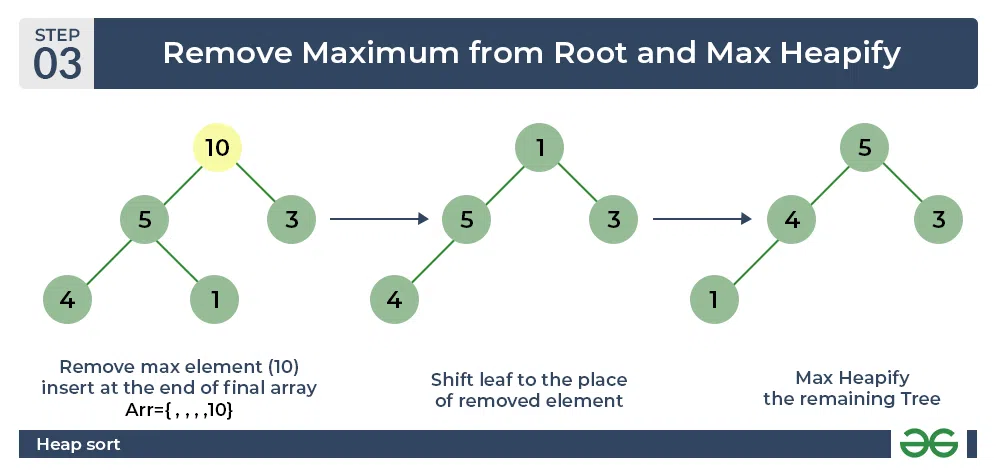 STEP
03
Remove Maximum from Root and Max Heapify
10
1
5
5
3
5
3
4
3
4
1
4
1
Remove max element (10)
insert at the end of final array
Arr={ , , , ,10}
Shift leaf to the place
of removed element
Max Heapify
the remaining Tree
Heap sort